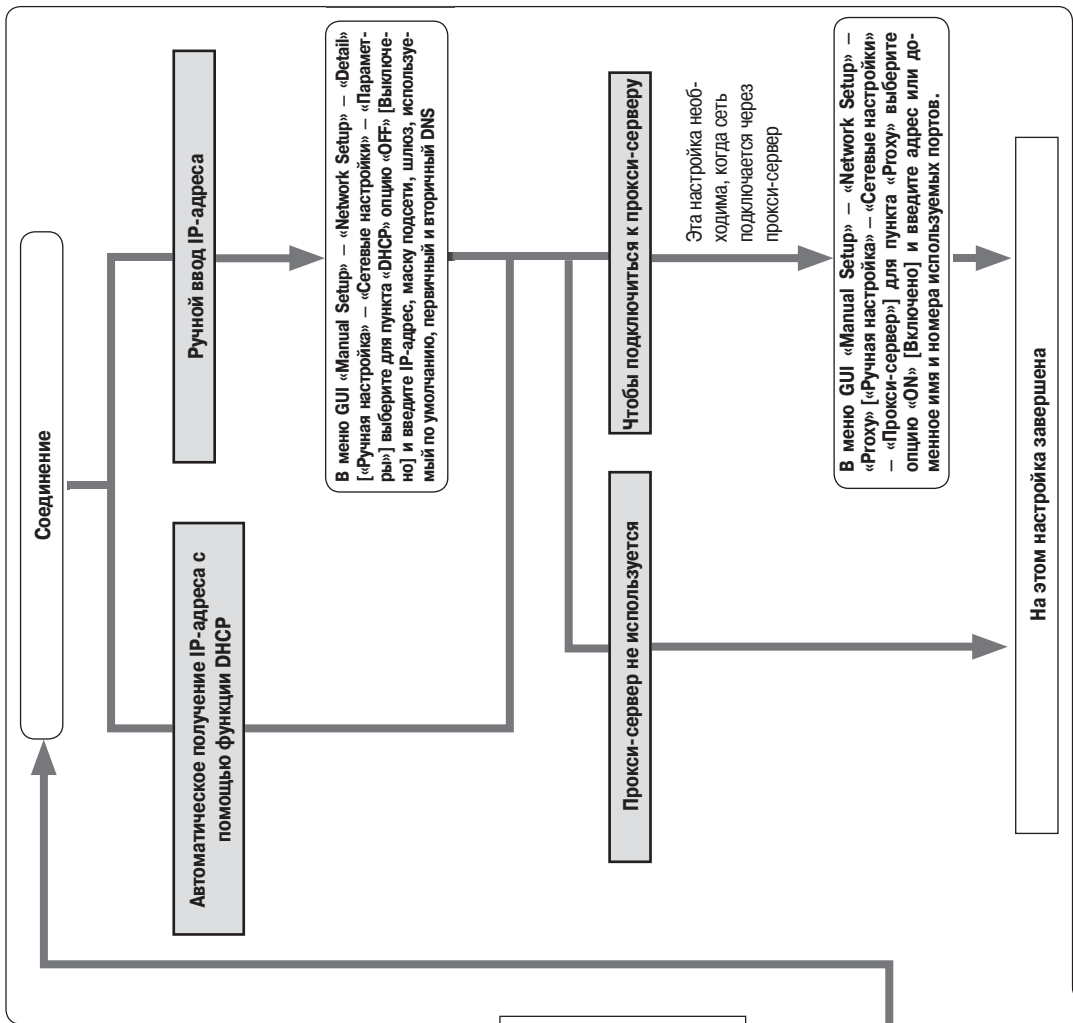 Соединение
Автоматическое получение IP-адреса с
помощью функции DHCP
Ручной ввод IP-адреса
В меню GUI «Manual Setup» – «Network Setup» – «Detail»
[«Ручная настройка» – «Сетевые настройки» – «Парамет-
ры»] выберите для пункта «DHCP» опцию «OFF» [Выключе-
но] и введите IP-адрес, маску подсети, шлюз, используе-
мый по умолчанию, первичный и вторичный DNS
Прокси-сервер не используется
Чтобы подключиться к прокси-серверу
Эта настройка необ-
ходима, когда сеть
подключается через
прокси-сервер
В меню GUI «Manual Setup» – «Network Setup» –
«Proxy» [«Ручная настройка» – «Сетевые настройки»
– «Прокси-сервер»] для пункта «Proxy» выберите
опцию «ON» [Включено] и введите адрес или до-
менное имя и номера используемых портов.
На этом настройка завершена